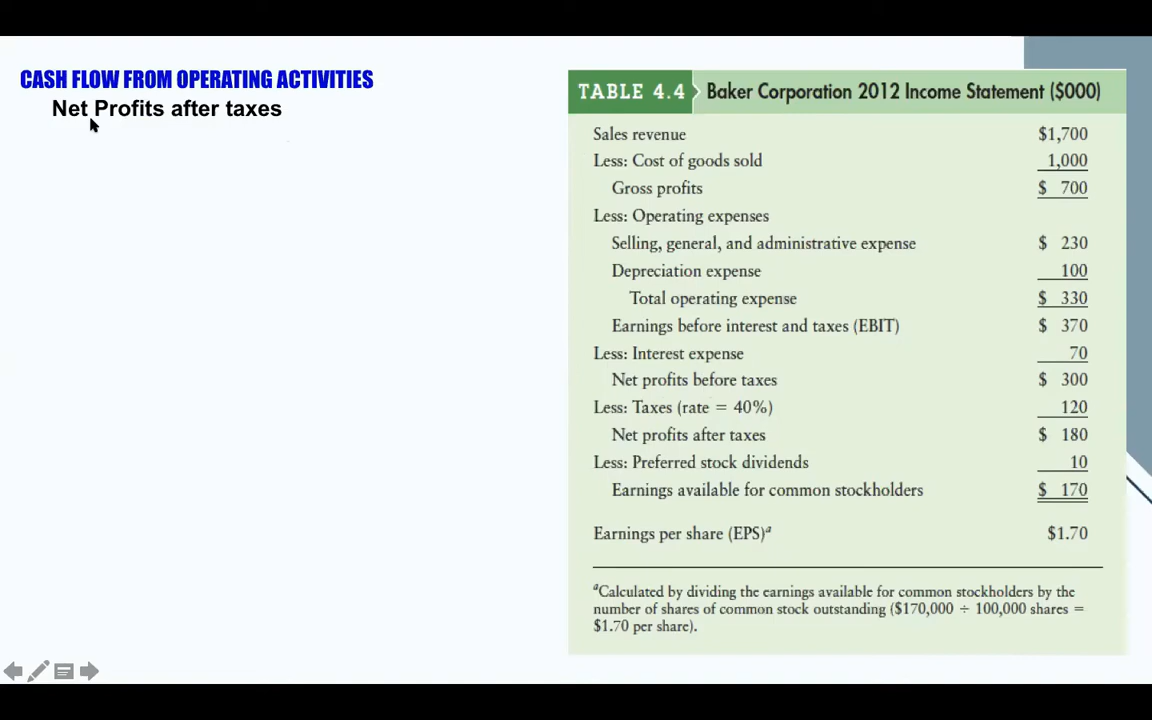 CASH FLOW FROM OPERATING ACTIVITIES
Net Profits after taxes
TABLE 4.4 Baker Corporation 2012 Income Statement ($000)
Sales revenue $1,700
Less: Cost of goods sold 1,000
Gross profits $ 700
Less: Operating expenses
Selling, general, and administrative expense $ 230
Depreciation expense 100
Total operating expense $ 330
Earnings before interest and taxes (EBIT) $ 370
Less: Interest expense 70
Net profits before taxes $ 300
Less: Taxes (rate = 40%) 120
Net profits after taxes $ 180
Less: Preferred stock dividends 10
Earnings available for common stockholders $ 170
Earnings per share (EPS)ᵃ $1.70
ᵃCalculated by dividing the earnings available for common stockholders by the
number of shares of common stock outstanding ($170,000 ÷ 100,000 shares =
$1.70 per share).